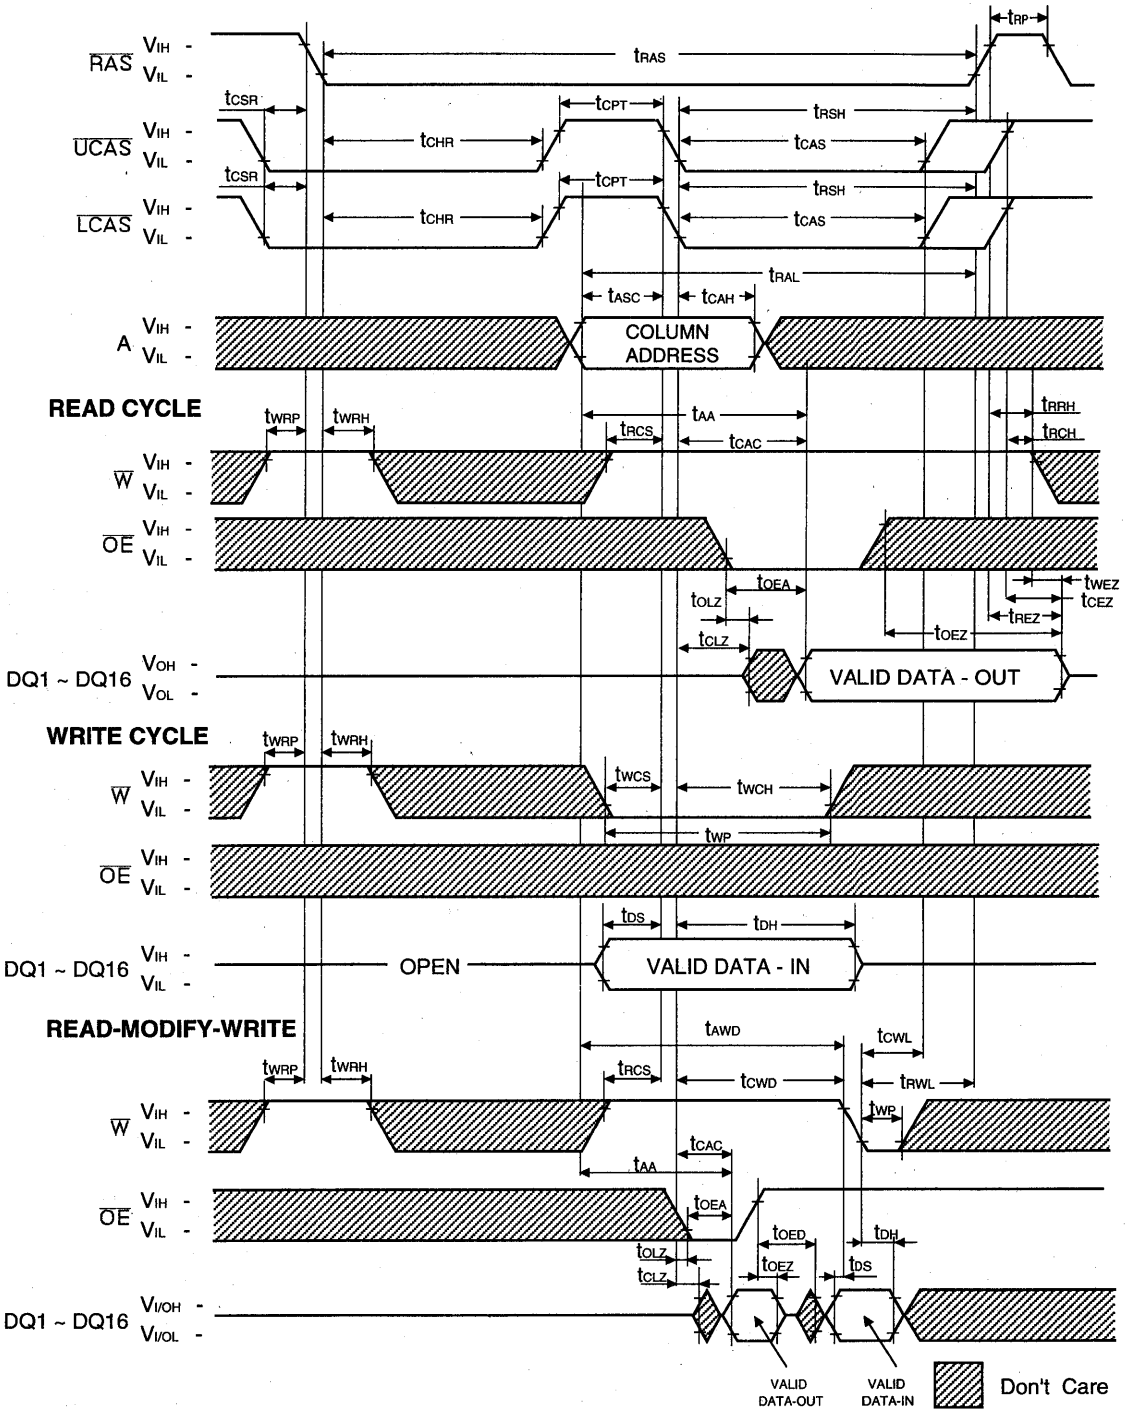 tRP
RAS VIH -
VIL -
tRAS
tCSR
tCPT
tRSH
UCAS VIH -
VIL -
tCHR
tCAS
tCSR
tCPT
tRSH
LCAS VIH -
VIL -
tCHR
tCAS
tRAL
tASC
tCAH
A VIH -
VIL -
COLUMN
ADDRESS
READ CYCLE
tWRP
tWRH
tAA
tRRH
tRCS
tCAC
tRCH
W VIH -
VIL -
OE VIH -
VIL -
tOEA
tWEZ
tOLZ
tCEZ
tREZ
tCLZ
tOEZ
DQ1 ~ DQ16 VOH -
VOL -
VALID DATA - OUT
WRITE CYCLE
tWRP
tWRH
W VIH -
VIL -
tWCS
tWCH
tWP
OE VIH -
VIL -
tDS
tDH
DQ1 ~ DQ16 VIH -
VIL -
OPEN
VALID DATA - IN
READ-MODIFY-WRITE
tAWD
tCWL
tWRP
tWRH
tRCS
tCWD
tRWL
W VIH -
VIL -
tWP
tCAC
tAA
OE VIH -
VIL -
tOEA
tOED
tDH
tOLZ
tOEZ
tDS
tCLZ
DQ1 ~ DQ16 VI/OH -
VI/OL -
VALID
DATA-OUT
VALID
DATA-IN
Don't Care